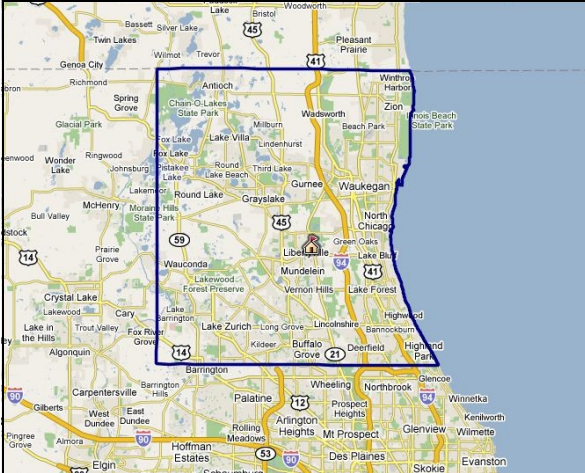 Lake
Bristol
Woodworth
Bassett
Silver Lake
45
Pleasant
Prairie
Twin Lakes
Wilmot
Trevor
41
Genoa City
Richmond
Antioch
Winthrop
Harbor
Spring
Grove
Chain-O-Lakes
State Park
Zion
Wadsworth
Illinois Beach
State Park
Glacial Park
Lake Villa
Milburn
Beach Park
Fox Lake
Lindenhurst
Ringwood
Fox Lake
Wonder
Lake
Johnsburg
Pistakee
Lake
Round
Lake Beach
Third Lake
Lakemoor
Gurnee
Waukegan
McHenry
Moraine Hills
State Park
Round Lake
Grayslake
Bull Valley
45
North
Chicago
59
Green Oaks
14
Prairie
Grove
Libertyville
Wauconda
94
Lake Bluff
Mundelein
41
Lakewood
Forest Preserve
Crystal Lake
Vernon Hills
Lake Forest
Lakewood
Cary
Lake
Barrington
Highwood
Lake in
the Hills
Trout Valley
Fox River
Grove
Lake Zurich
Long Grove
Lincolnshire
Bannockburn
Algonquin
14
Kildeer
Buffalo
Grove
21
Deerfield
Highland
Park
Barrington
Glencoe
90
Carpentersville
Barrington
Hills
Wheeling
Northbrook
94
Winnetka
Gilberts
West
Dundee
East
Dundee
Palatine
12
Prospect
Heights
Kenilworth
Pingree
Grove
Almora
90
Rolling
Meadows
Arlington
Heights
Mt Prospect
Glenview
90
Wilmette
Hoffman
Estates
53
Des Plaines
Elgin
Evanston
Schaumburg
Skokie